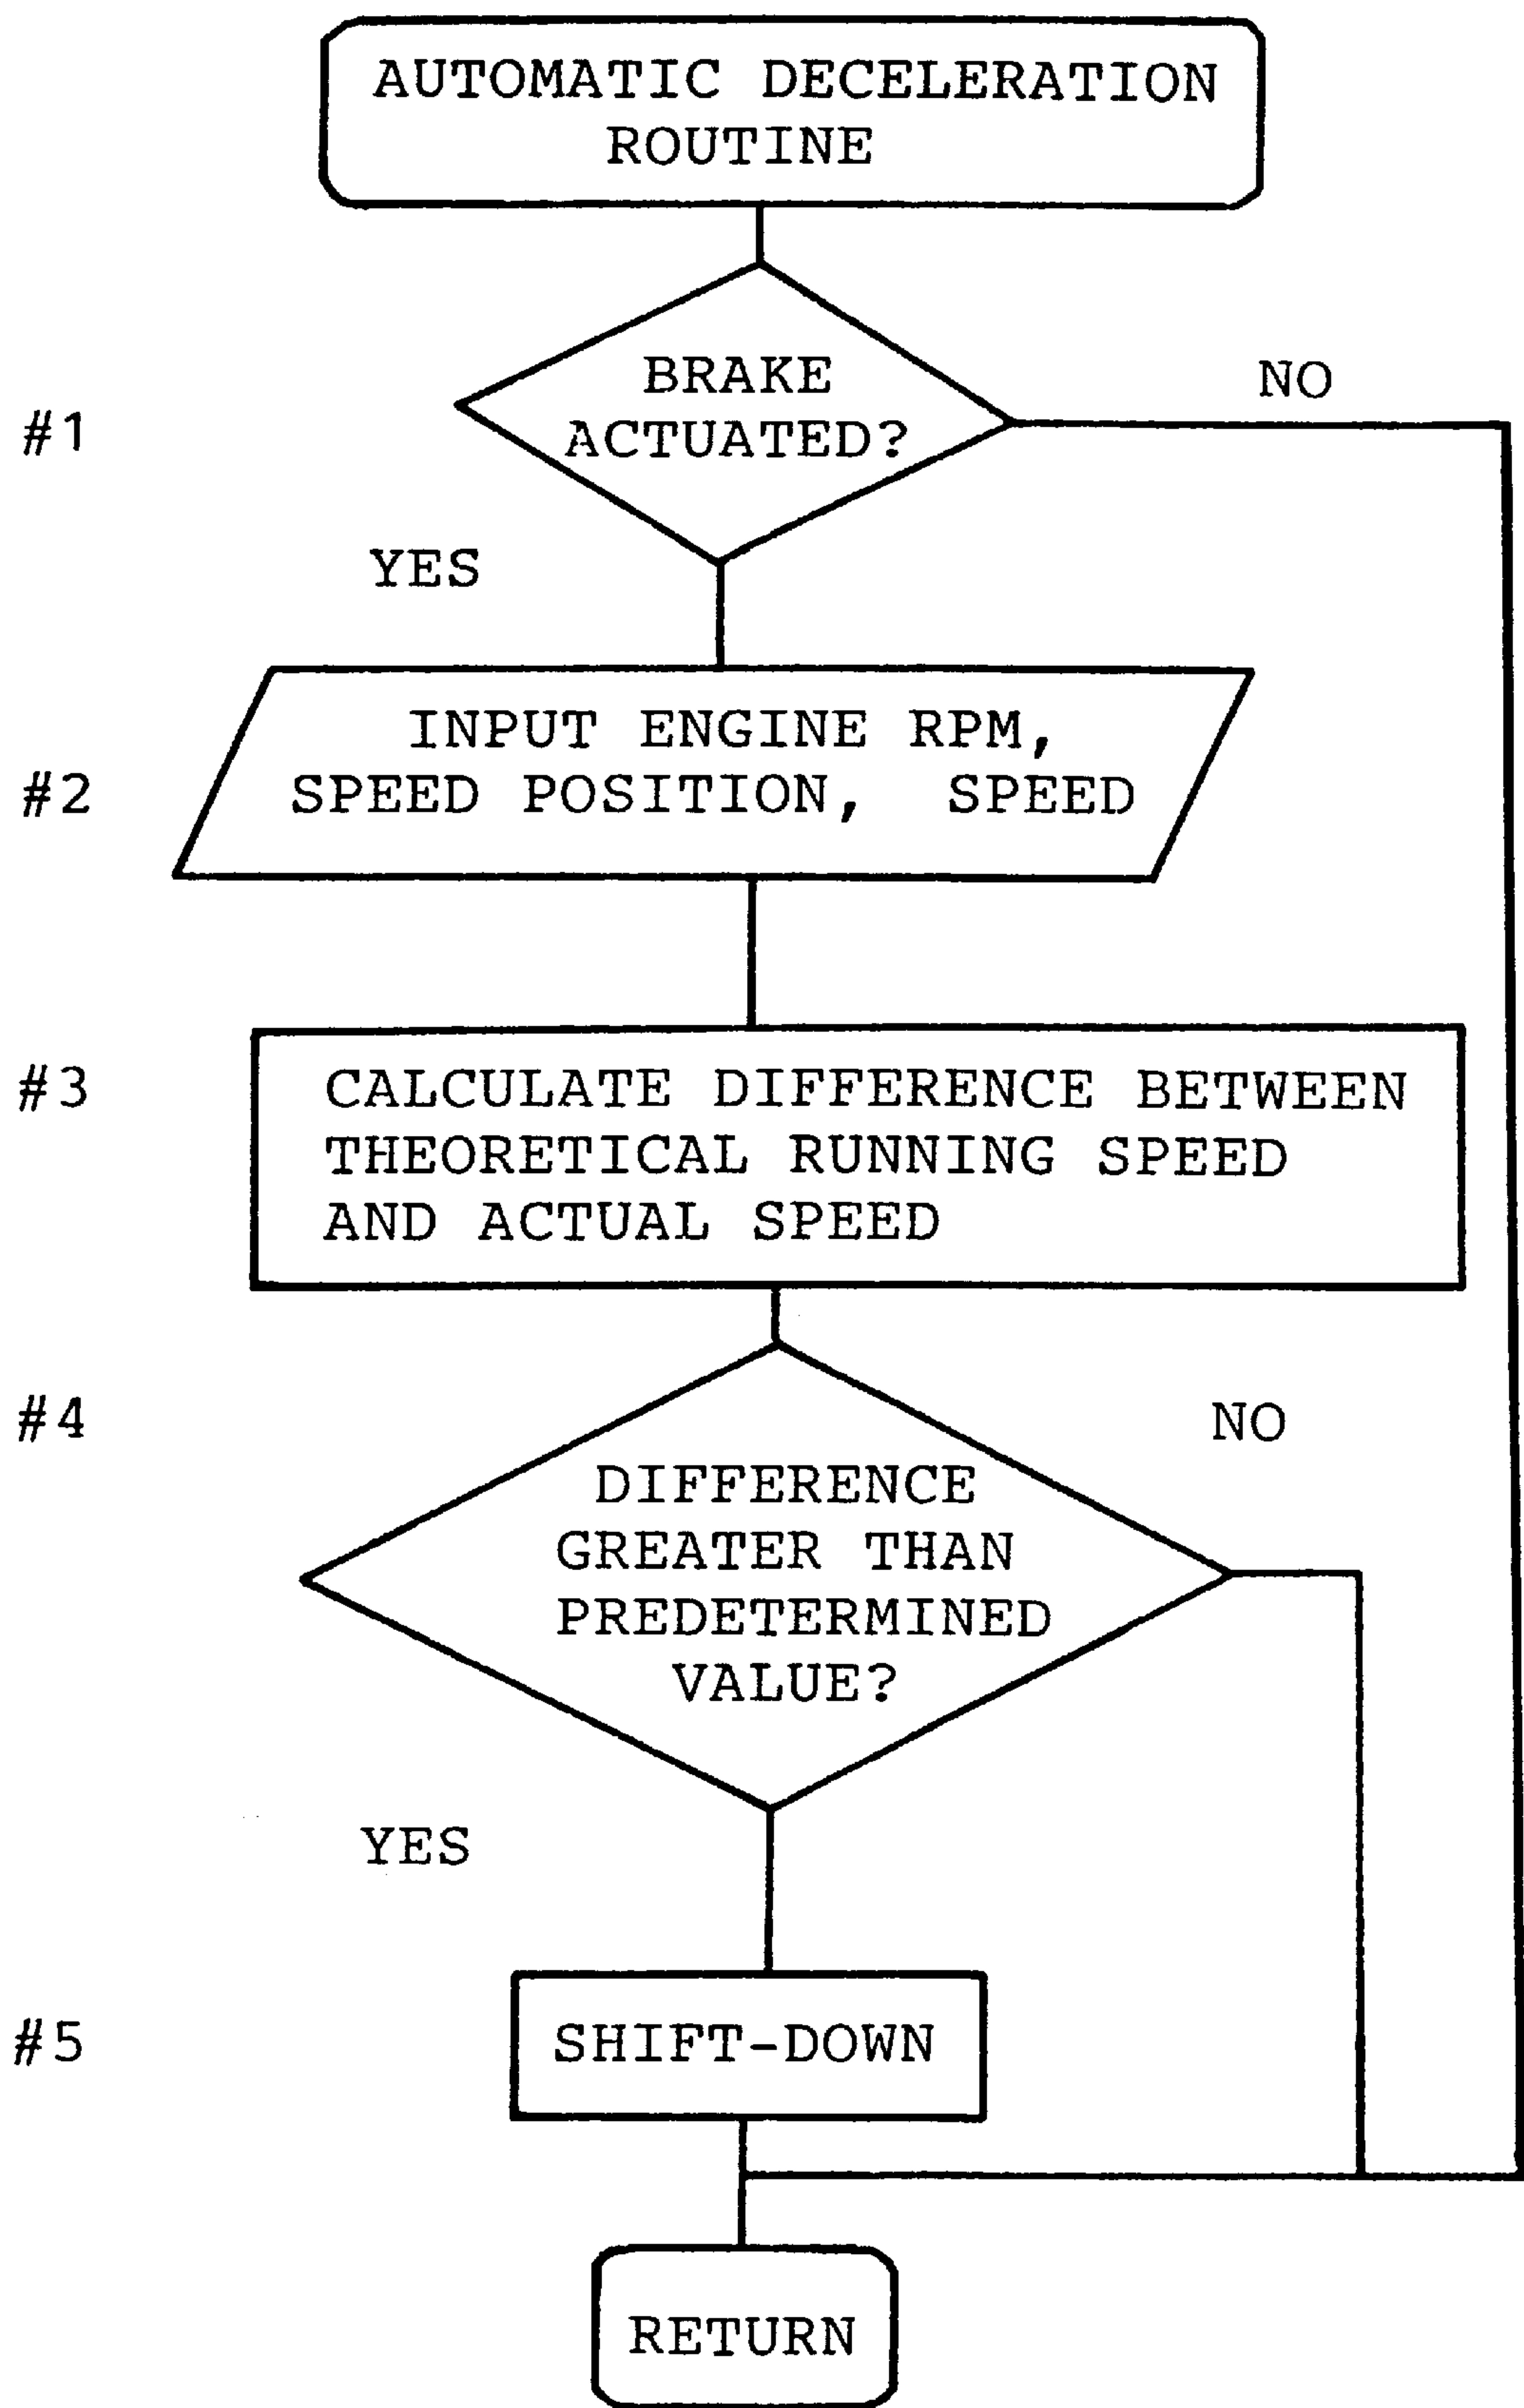 AUTOMATIC DECELERATION
ROUTINE
#1
BRAKE
ACTUATED?
NO
YES
#2
INPUT ENGINE RPM,
SPEED POSITION, SPEED
#3
CALCULATE DIFFERENCE BETWEEN
THEORETICAL RUNNING SPEED
AND ACTUAL SPEED
#4
NO
DIFFERENCE
GREATER THAN
PREDETERMINED
VALUE?
YES
#5
SHIFT-DOWN
RETURN